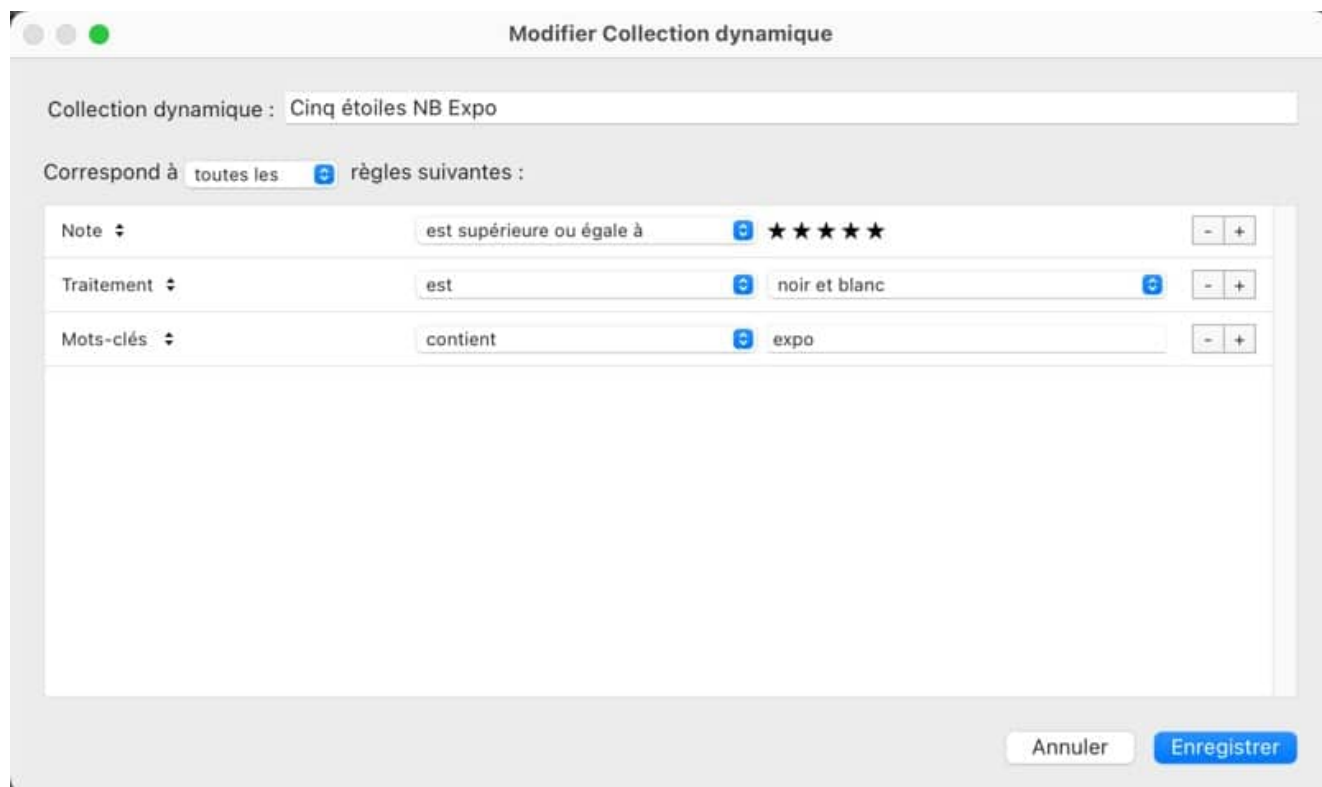 Modifier Collection dynamique
Collection dynamique : Cinq étoiles NB Expo
Correspond à toutes les règles suivantes :
Note est supérieure ou égale à ★★★★★ - +
Traitement est noir et blanc - +
Mots-clés contient expo - +
Annuler Enregistrer